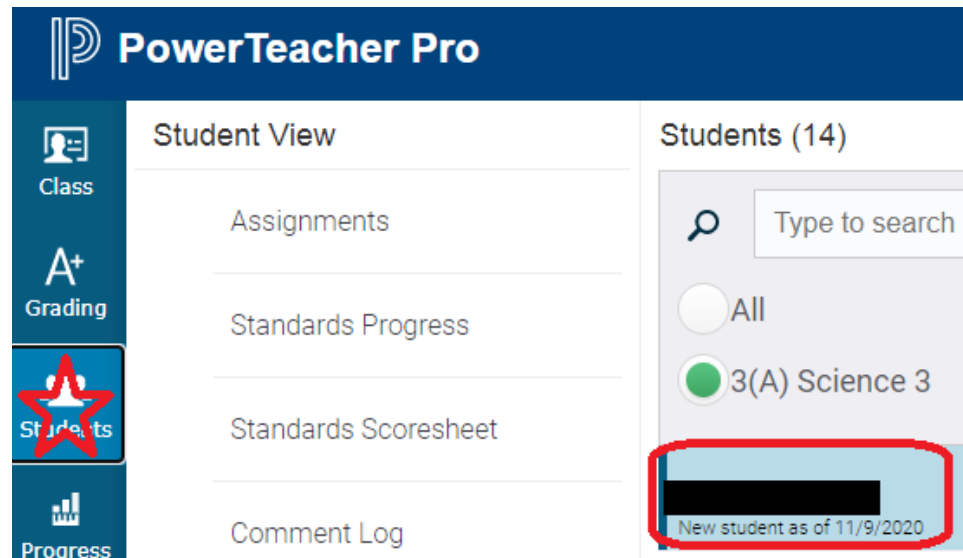 PowerTeacher Pro
Class
Grading
Students
Progress
Student View
Assignments
Standards Progress
Standards Scoresheet
Comment Log
Students (14)
Type to search
All
3(A) Science 3
New student as of 11/9/2020